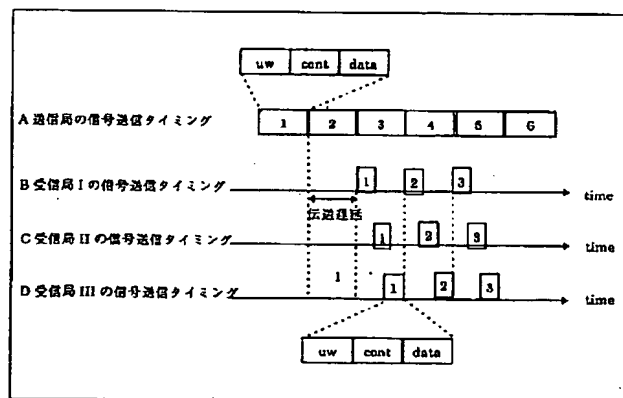 uw cont data
A 送信局の信号送信タイミング 1 2 3 4 5 6
B 受信局 I の信号送信タイミング 1 2 3 time
伝送遅延
C 受信局 II の信号送信タイミング 1 2 3 time
1
D 受信局 III の信号送信タイミング 1 2 3 time
uw cont data